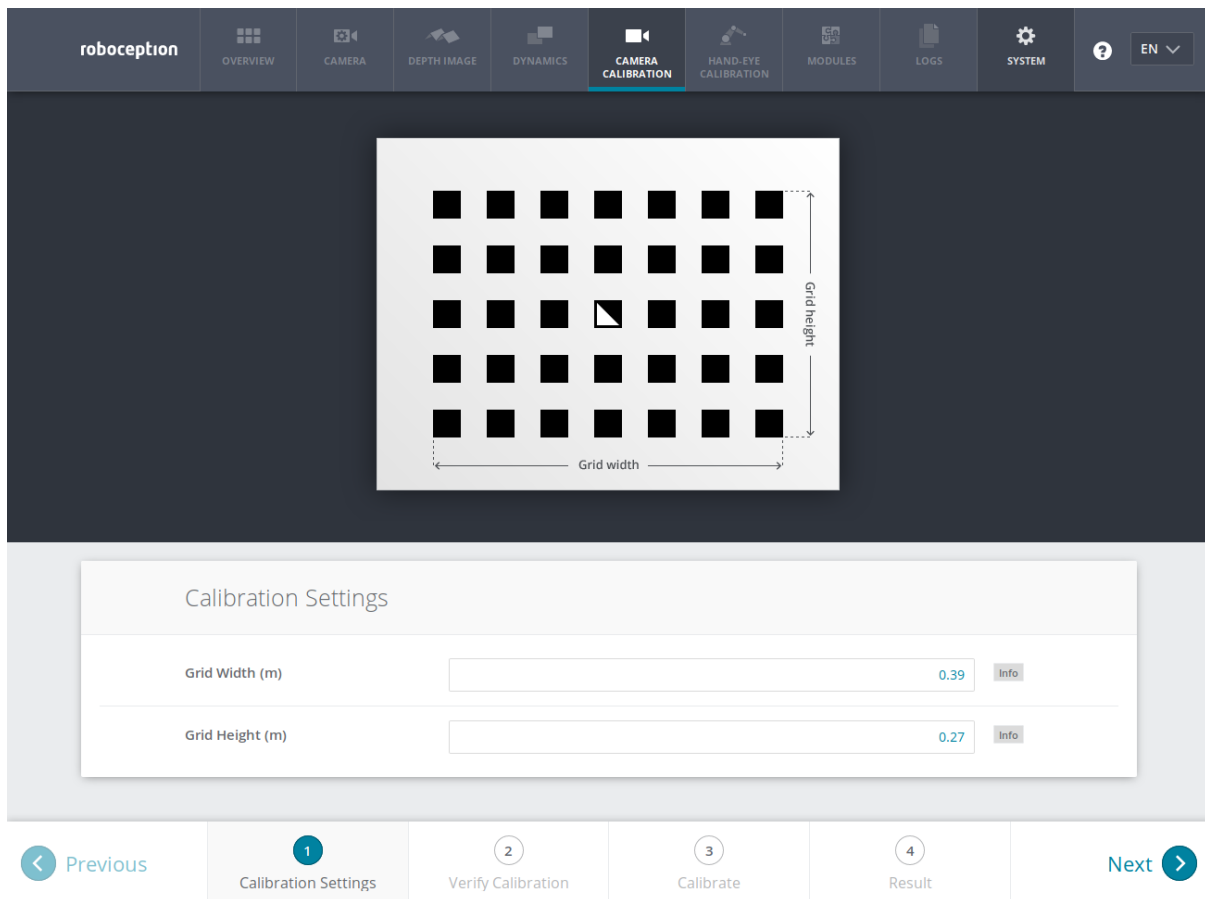 roboception
OVERVIEW
CAMERA
DEPTH IMAGE
DYNAMICS
CAMERA
CALIBRATION
HAND-EYE
CALIBRATION
MODULES
LOGS
SYSTEM
?
EN
Grid height
Grid width
Calibration Settings
Grid Width (m)
0.39
Info
Grid Height (m)
0.27
Info
Previous
1
Calibration Settings
2
Verify Calibration
3
Calibrate
4
Result
Next